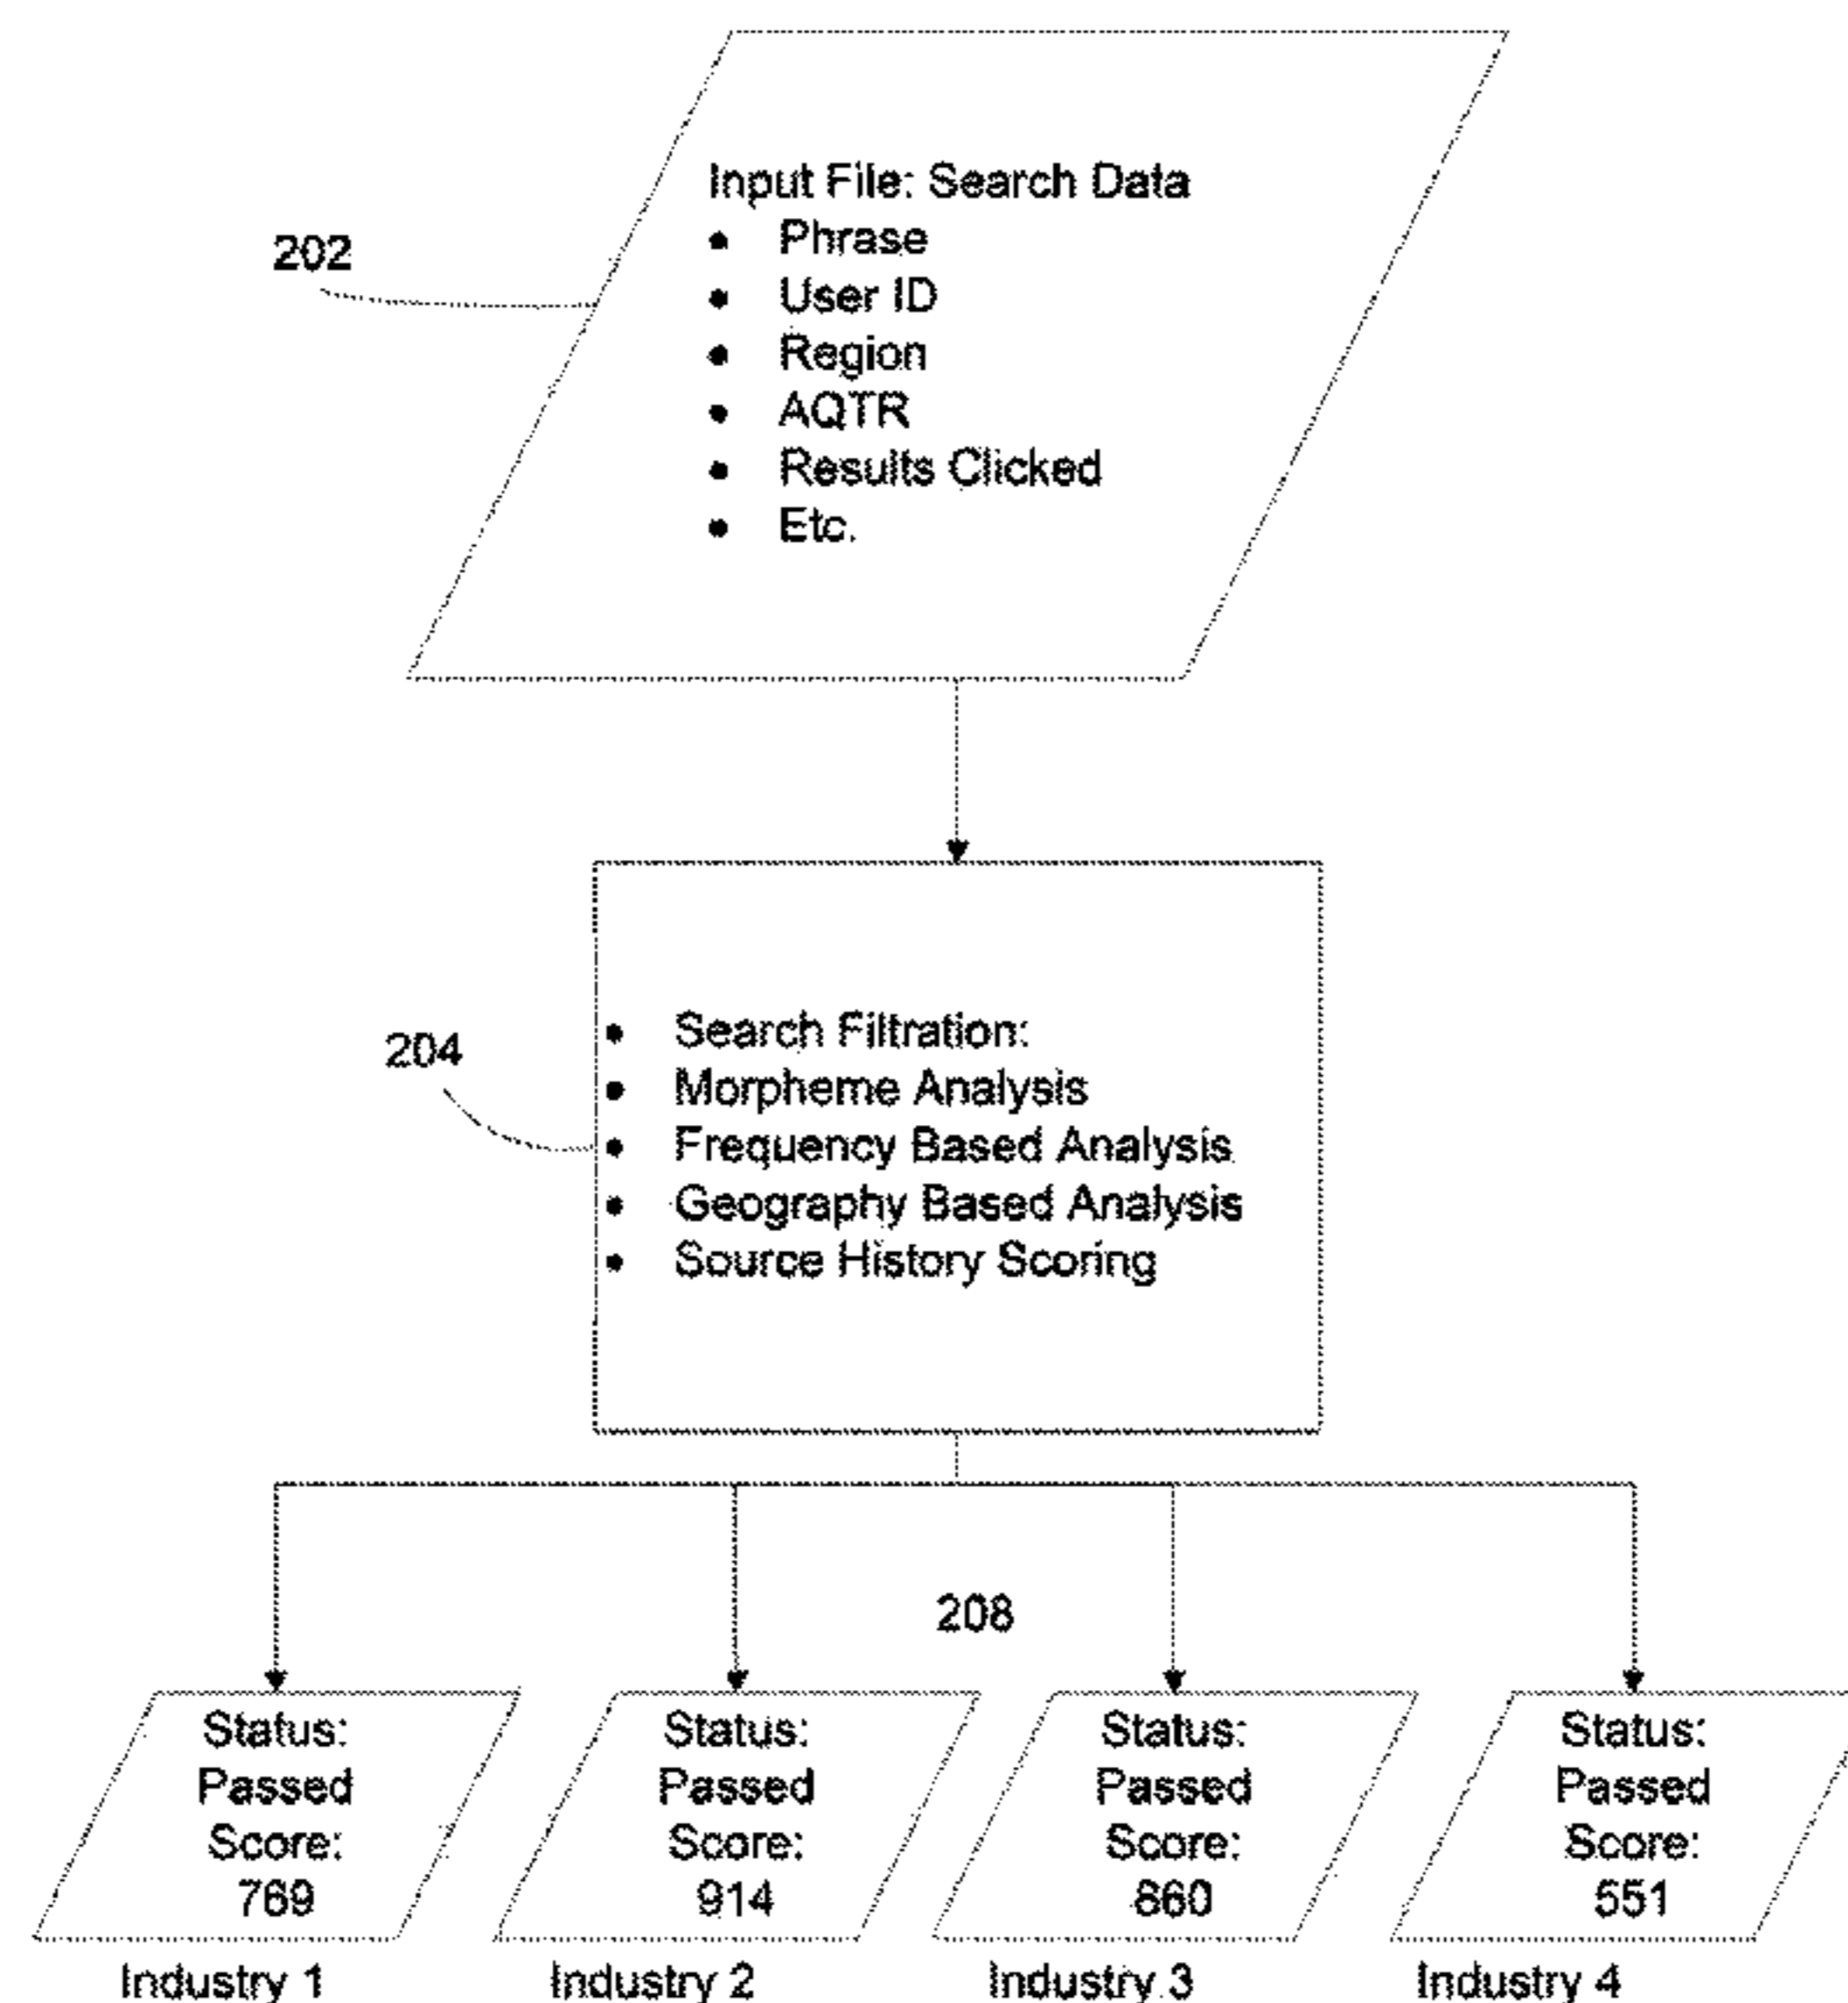 Input File: Search Data
• Phrase
• User ID
• Region
• AQTR
• Results Clicked
• Etc.
202
204
• Search Filtration:
• Morpheme Analysis
• Frequency Based Analysis
• Geography Based Analysis
• Source History Scoring
208
Status:
Passed
Score:
769
Industry 1
Status:
Passed
Score:
914
Industry 2
Status:
Passed
Score:
860
Industry 3
Status:
Passed
Score:
551
Industry 4